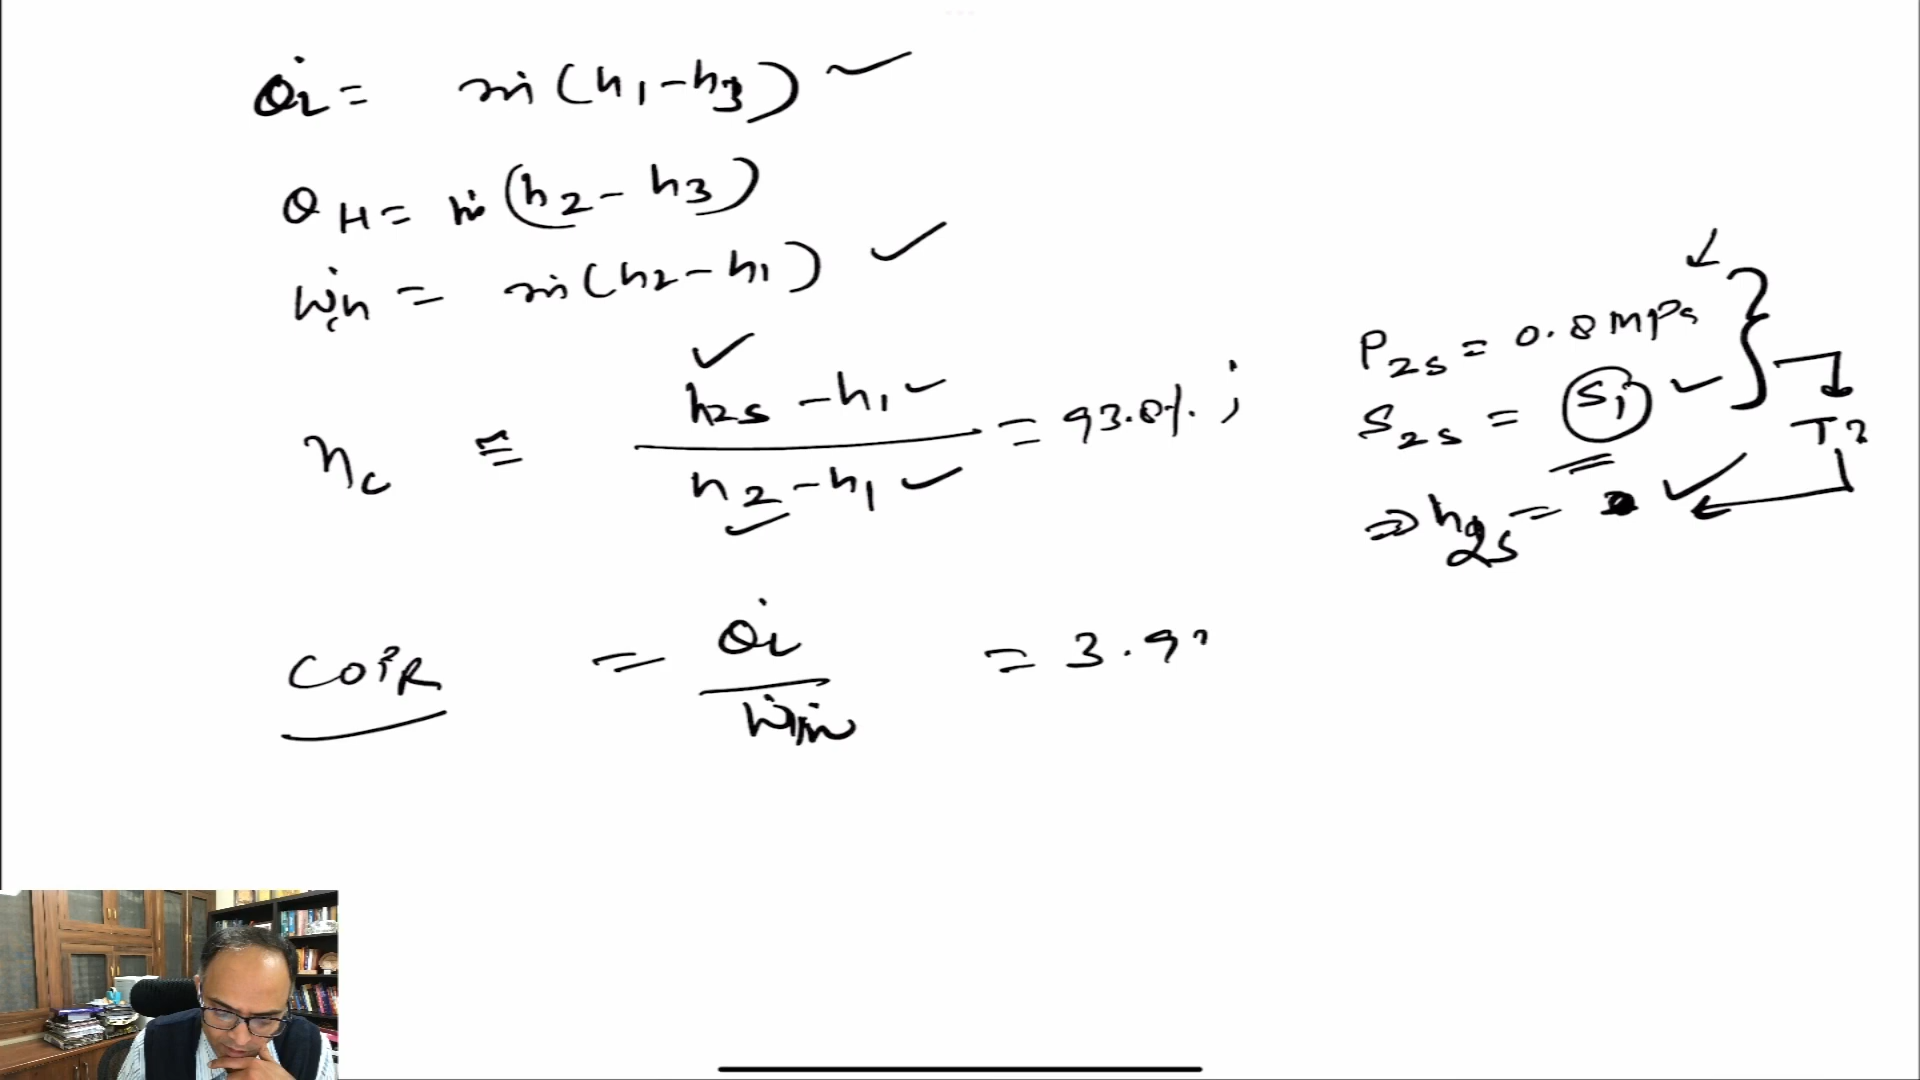 Q̇L = ṁ(h1-h3)
QH = ṁ(h2-h3)
Ẇin = ṁ(h2-h1)
ηc = (h2s-h1)/(h2-h1) = 93.8%;
P2s = 0.8 MPa
S2s = S1
T2
⇒ h2s =
COPR = Q̇L/Ẇin = 3.9